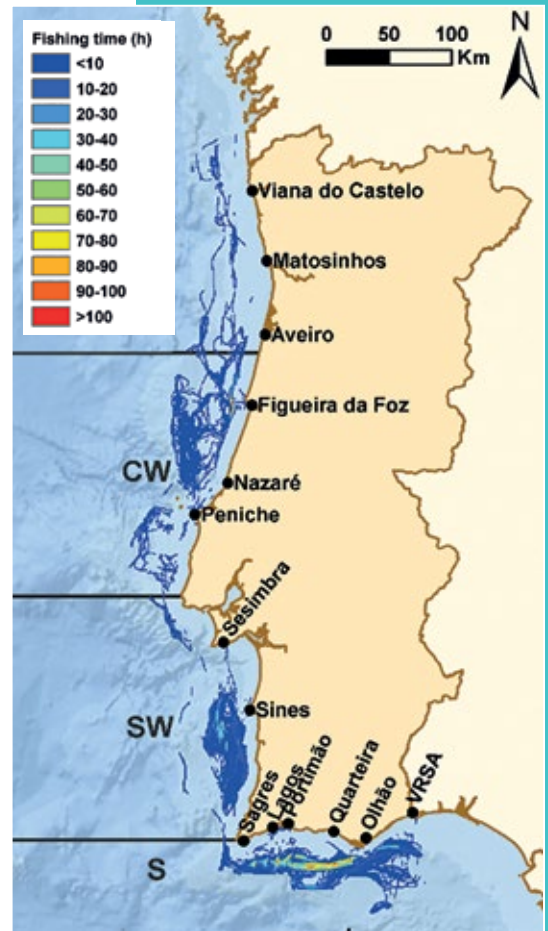 Fishing time (h)
<10
10-20
20-30
30-40
40-50
50-60
60-70
70-80
80-90
90-100
>100
0 50 100
Km
N
Viana do Castelo
Matosinhos
Aveiro
Figueira da Foz
CW
Nazaré
Peniche
Sesimbra
SW
Sines
Sagres
Lagos
Portimão
Quarteira
Olhão
VRSA
S